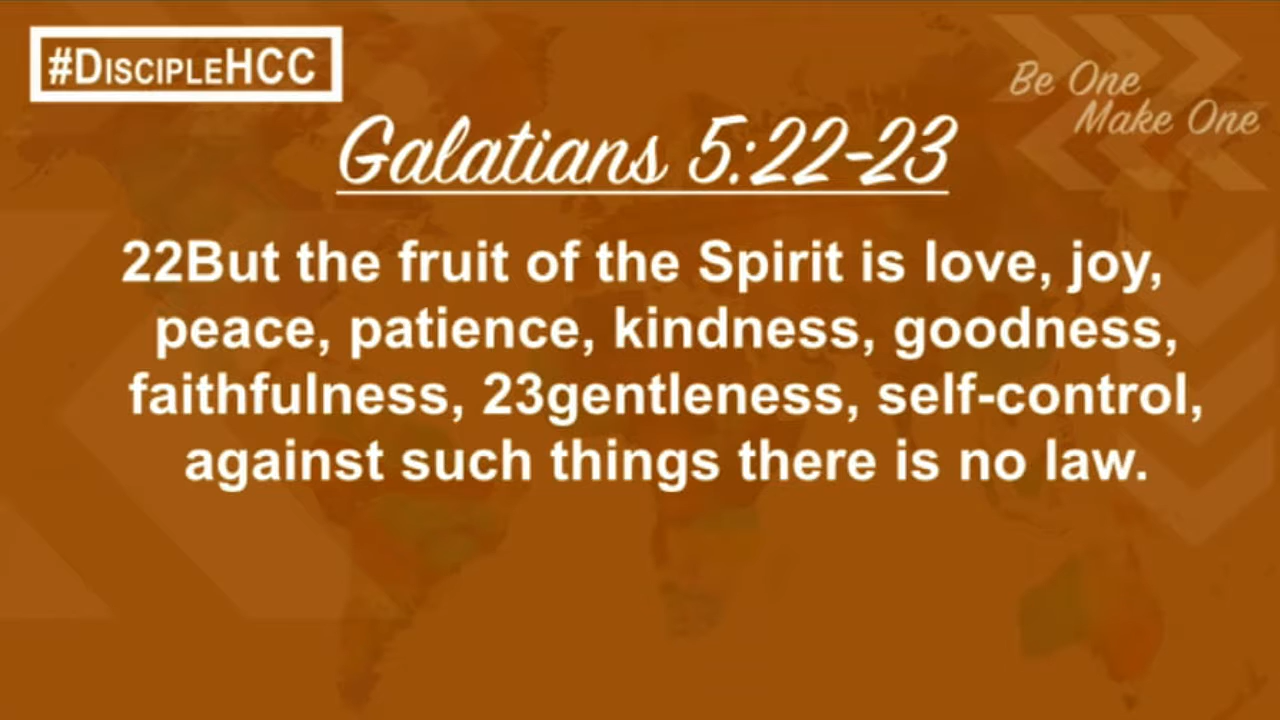 #DISCIPLEHCC
Be One
Make One
Galatians 5:22-23
22But the fruit of the Spirit is love, joy,
peace, patience, kindness, goodness,
faithfulness, 23gentleness, self-control,
against such things there is no law.